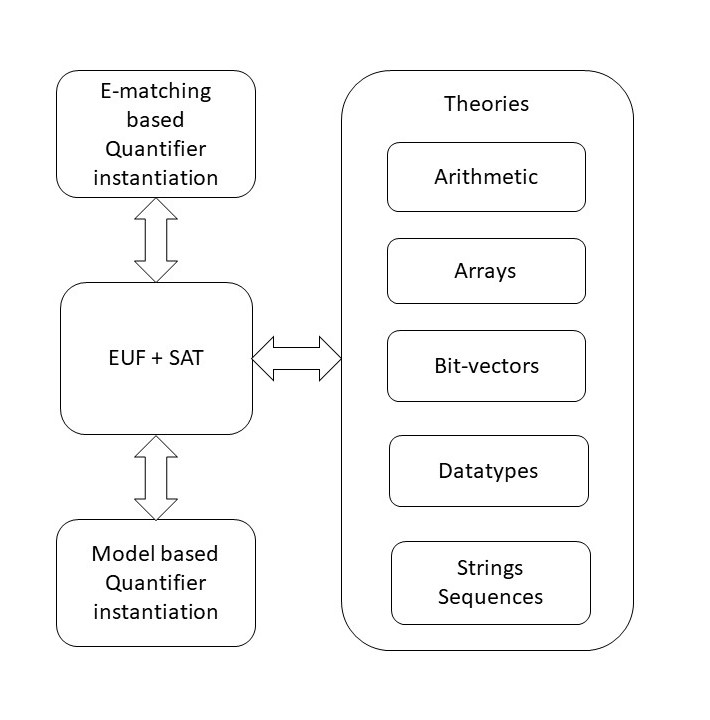 E-matching
based
Quantifier
instantiation
EUF + SAT
Model based
Quantifier
instantiation
Theories
Arithmetic
Arrays
Bit-vectors
Datatypes
Strings
Sequences